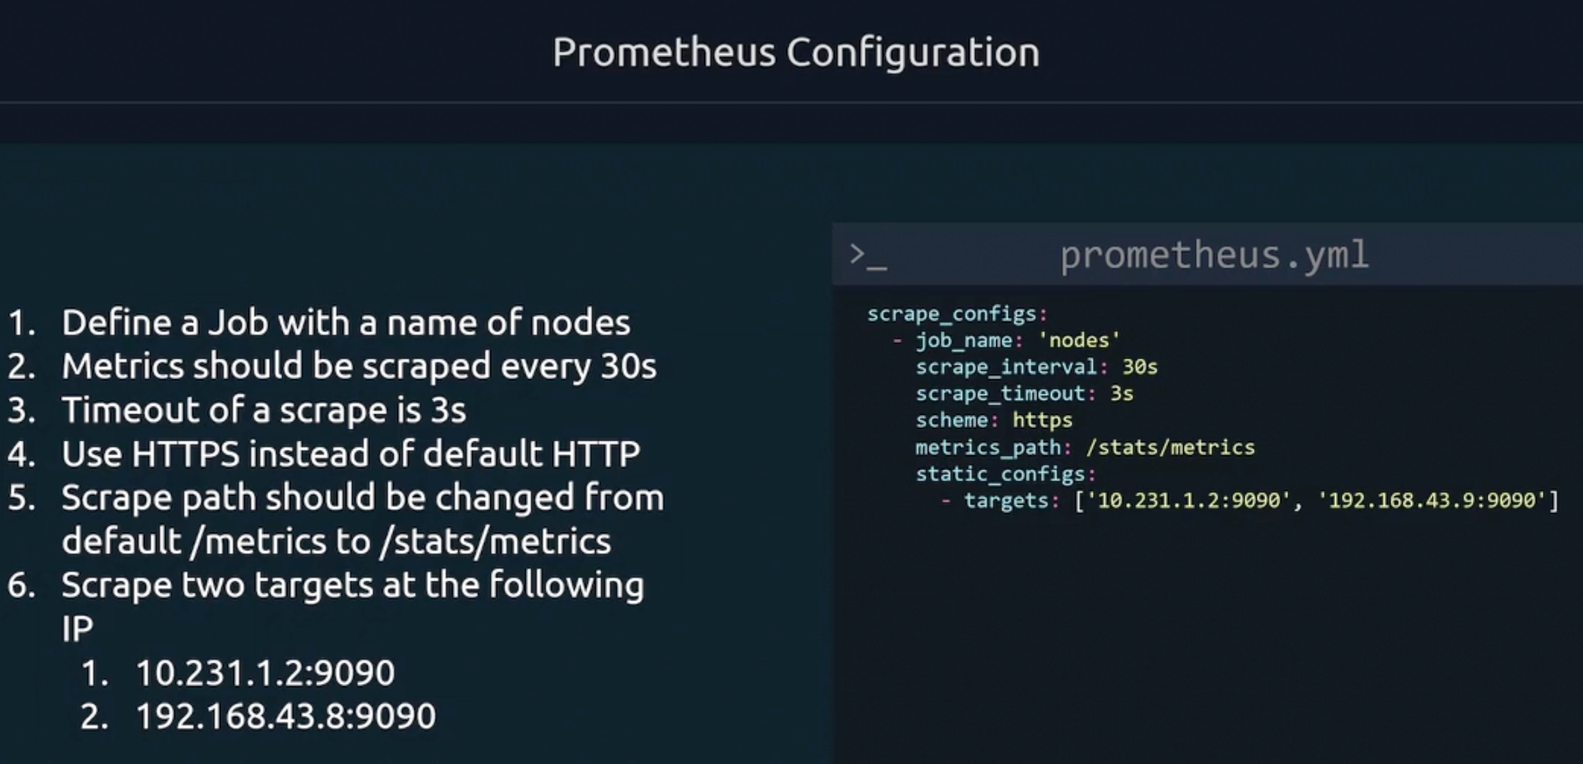 Prometheus Configuration
1. Define a Job with a name of nodes
2. Metrics should be scraped every 30s
3. Timeout of a scrape is 3s
4. Use HTTPS instead of default HTTP
5. Scrape path should be changed from
default /metrics to /stats/metrics
6. Scrape two targets at the following
IP
1. 10.231.1.2:9090
2. 192.168.43.8:9090
>_ prometheus.yml
scrape_configs:
  - job_name: 'nodes'
    scrape_interval: 30s
    scrape_timeout: 3s
    scheme: https
    metrics_path: /stats/metrics
    static_configs:
      - targets: ['10.231.1.2:9090', '192.168.43.9:9090']